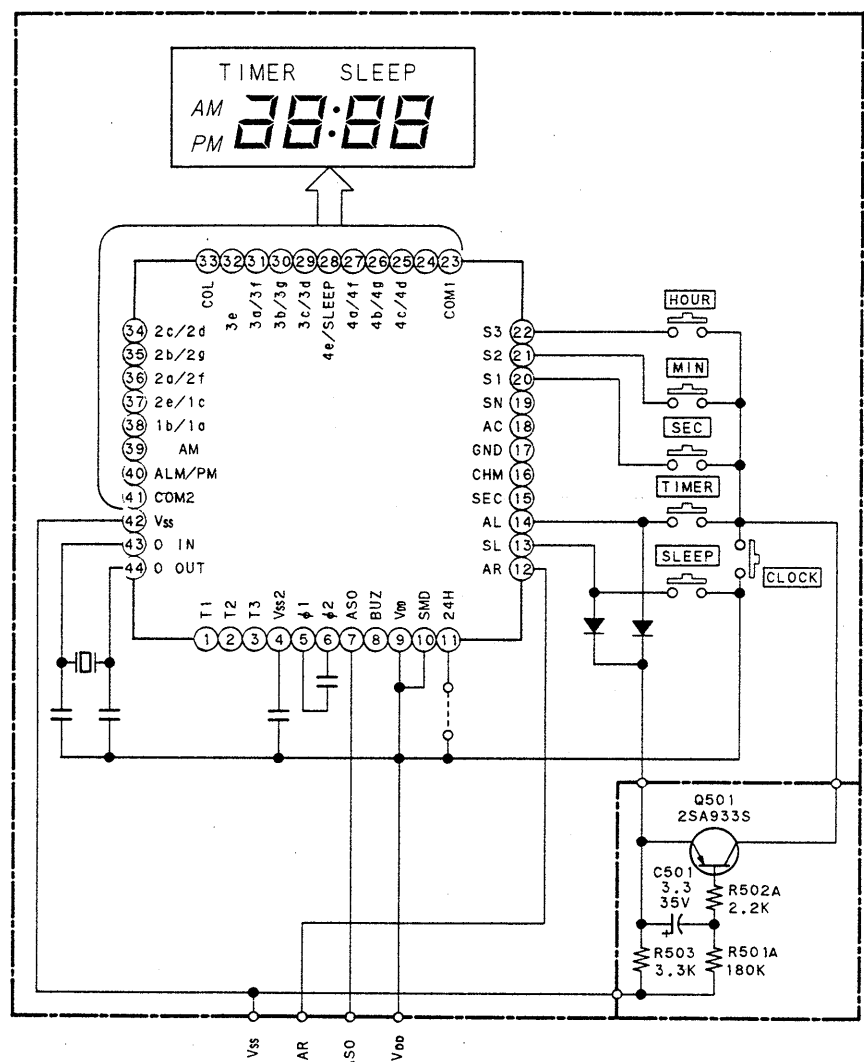 TIMER SLEEP
AM
PM
28:88
33 32 31 30 29 28 27 26 25 24 23
COL
3e
3a/3f
3b/3g
3c/3d
4e/SLEEP
4a/4f
4b/4g
4c/4d
COM1
34 2c/2d
35 2b/2g
36 2a/2f
37 2e/1c
38 1b/1a
39 AM
40 ALM/PM
41 COM2
42 Vss
43 O IN
44 O OUT
S3 22
S2 21
S1 20
SN 19
AC 18
GND 17
CHM 16
SEC 15
AL 14
SL 13
AR 12
HOUR
MIN
SEC
TIMER
SLEEP
CLOCK
T1
T2
T3
Vss2
φ1
φ2
ASO
BUZ
VDD
SMD
24H
1 2 3 4 5 6 7 8 9 10 11
Q501
2SA933S
C501
3.3
35V
R502A
2.2K
R503
3.3K
R501A
180K
Vss
AR
ASO
VDD